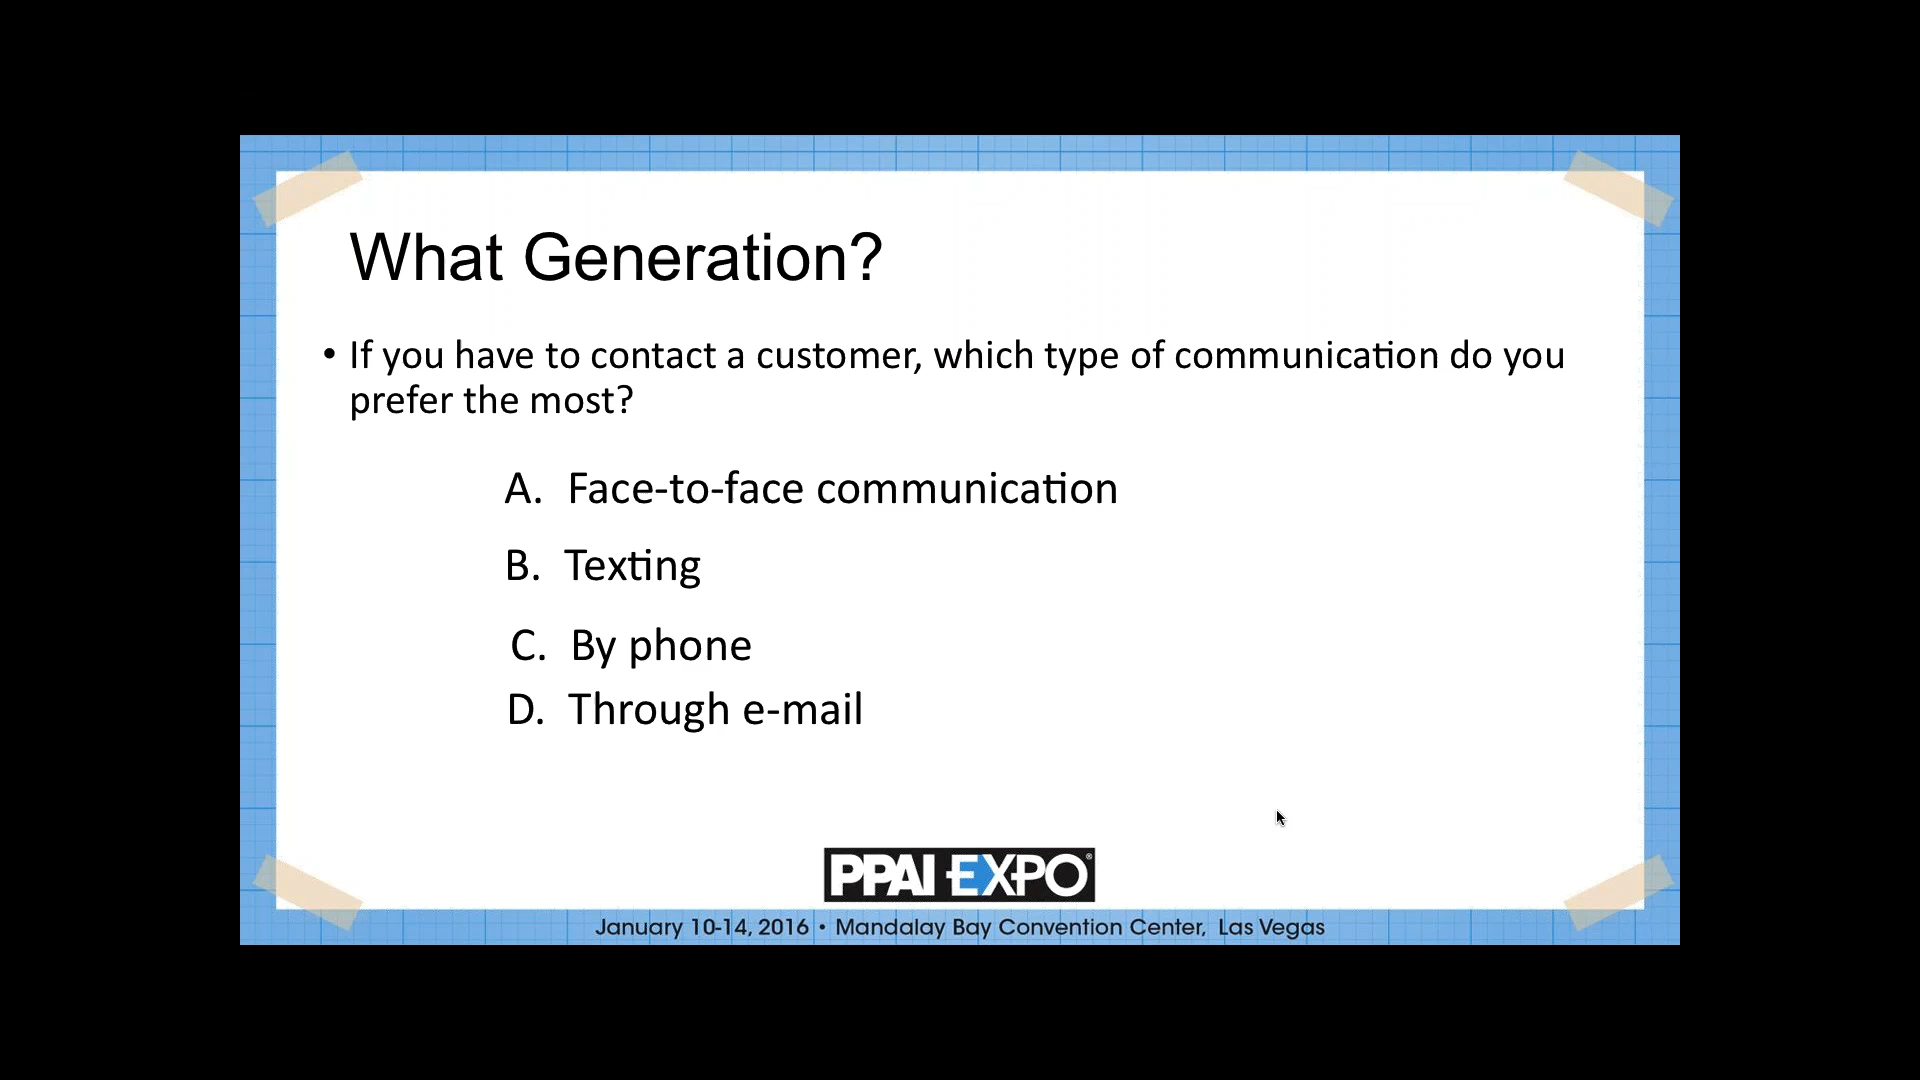 What Generation?
• If you have to contact a customer, which type of communication do you
prefer the most?
A. Face-to-face communication
B. Texting
C. By phone
D. Through e-mail
PPAI EXPO®
January 10-14, 2016 • Mandalay Bay Convention Center, Las Vegas